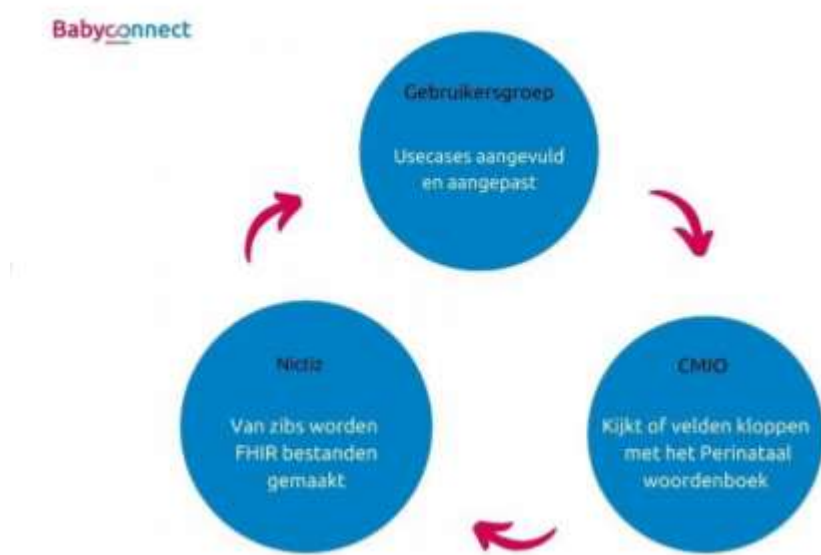 Babyconnect
Gebruikersgroep
Usecases aangevuld
en aangepast
Nictiz
Van zibs worden
FHIR bestanden
gemaakt
CMIO
Kijkt of velden kloppen
met het Perinataal
woordenboek